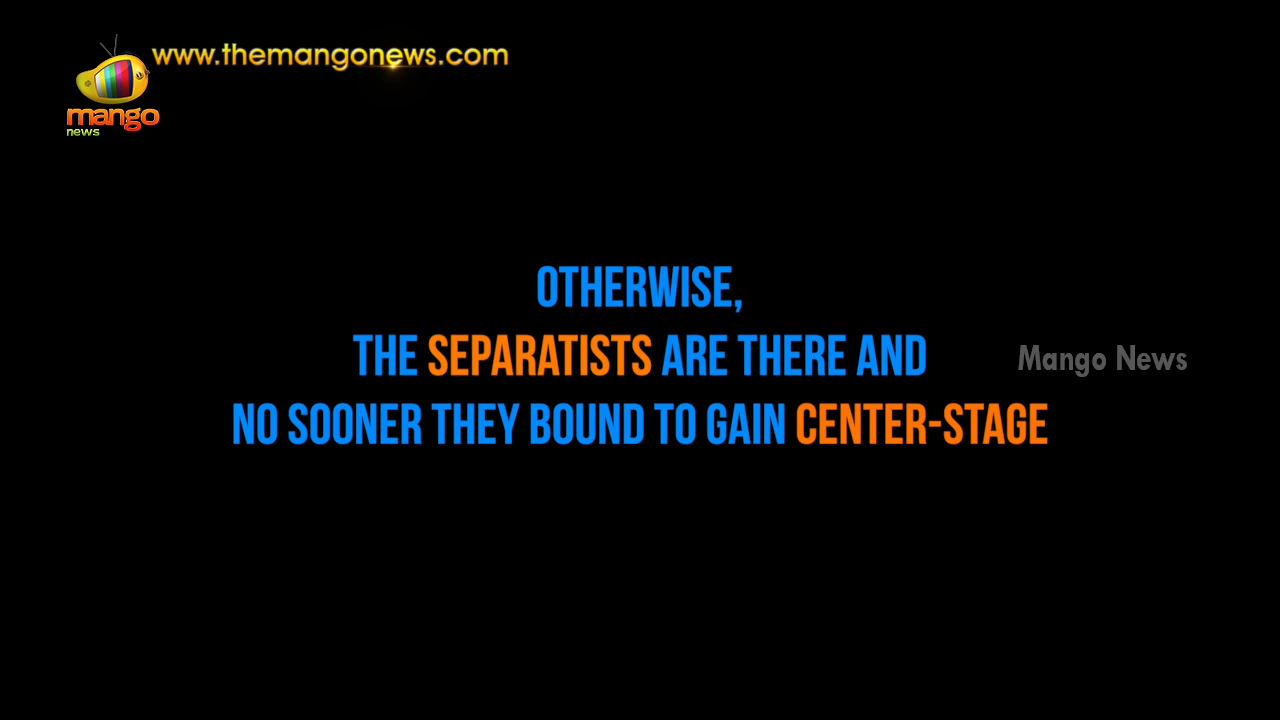 www.themangonews.com
mango
news
OTHERWISE,
THE SEPARATISTS ARE THERE AND
Mango News
NO SOONER THEY BOUND TO GAIN CENTER-STAGE